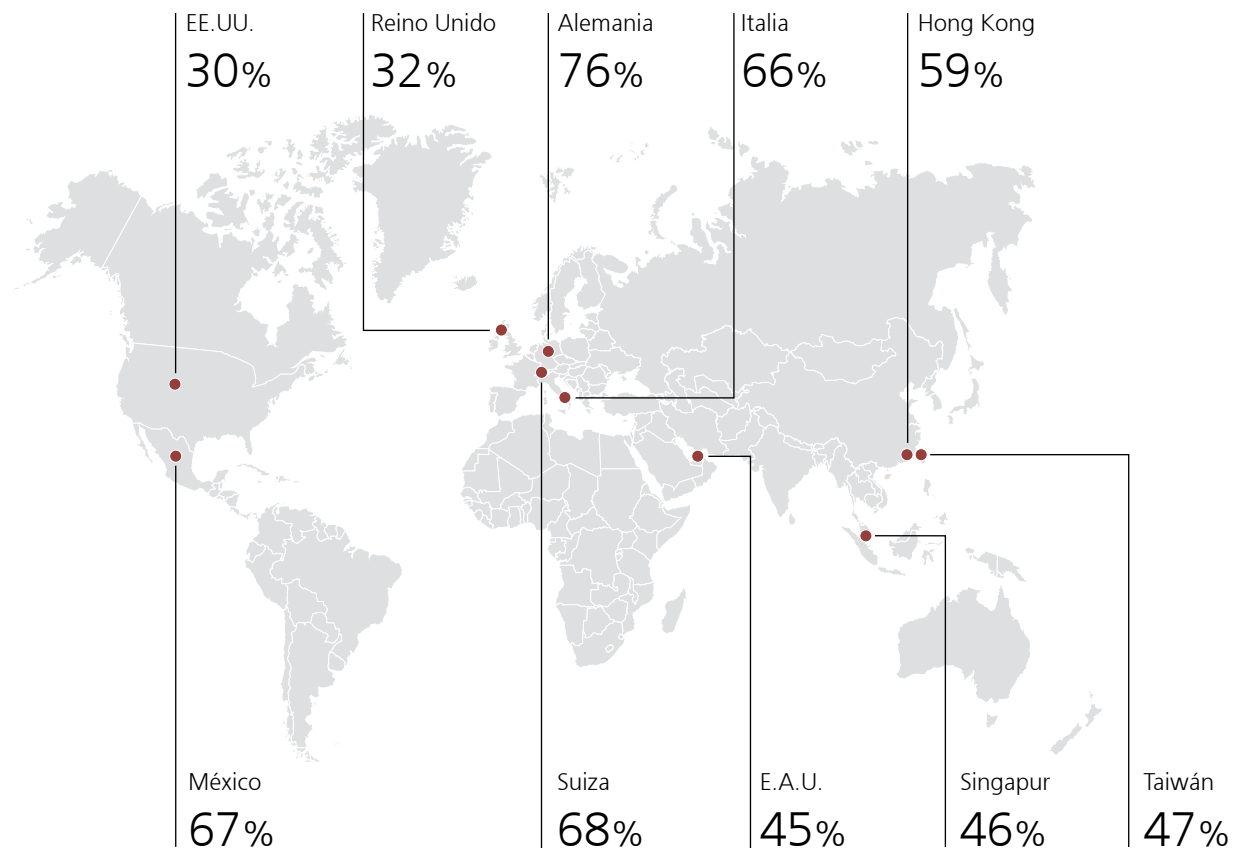 EE.UU.
30%
Reino Unido
32%
Alemania
76%
Italia
66%
Hong Kong
59%
México
67%
Suiza
68%
E.A.U.
45%
Singapur
46%
Taiwán
47%